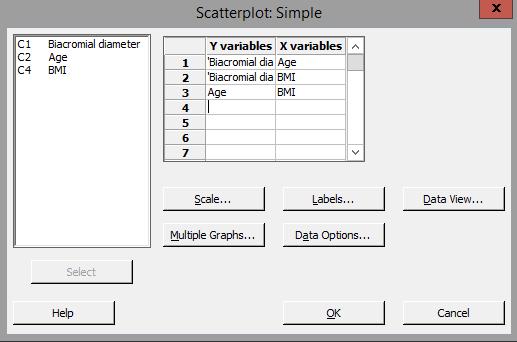 Scatterplot: Simple
x
C1 Biacromial diameter
C2 Age
C4 BMI
Y variables X variables
1 'Biacromial dia Age
2 'Biacromial dia BMI
3 Age BMI
4
5
6
7
Scale... Labels... Data View...
Multiple Graphs... Data Options...
Select
Help OK Cancel